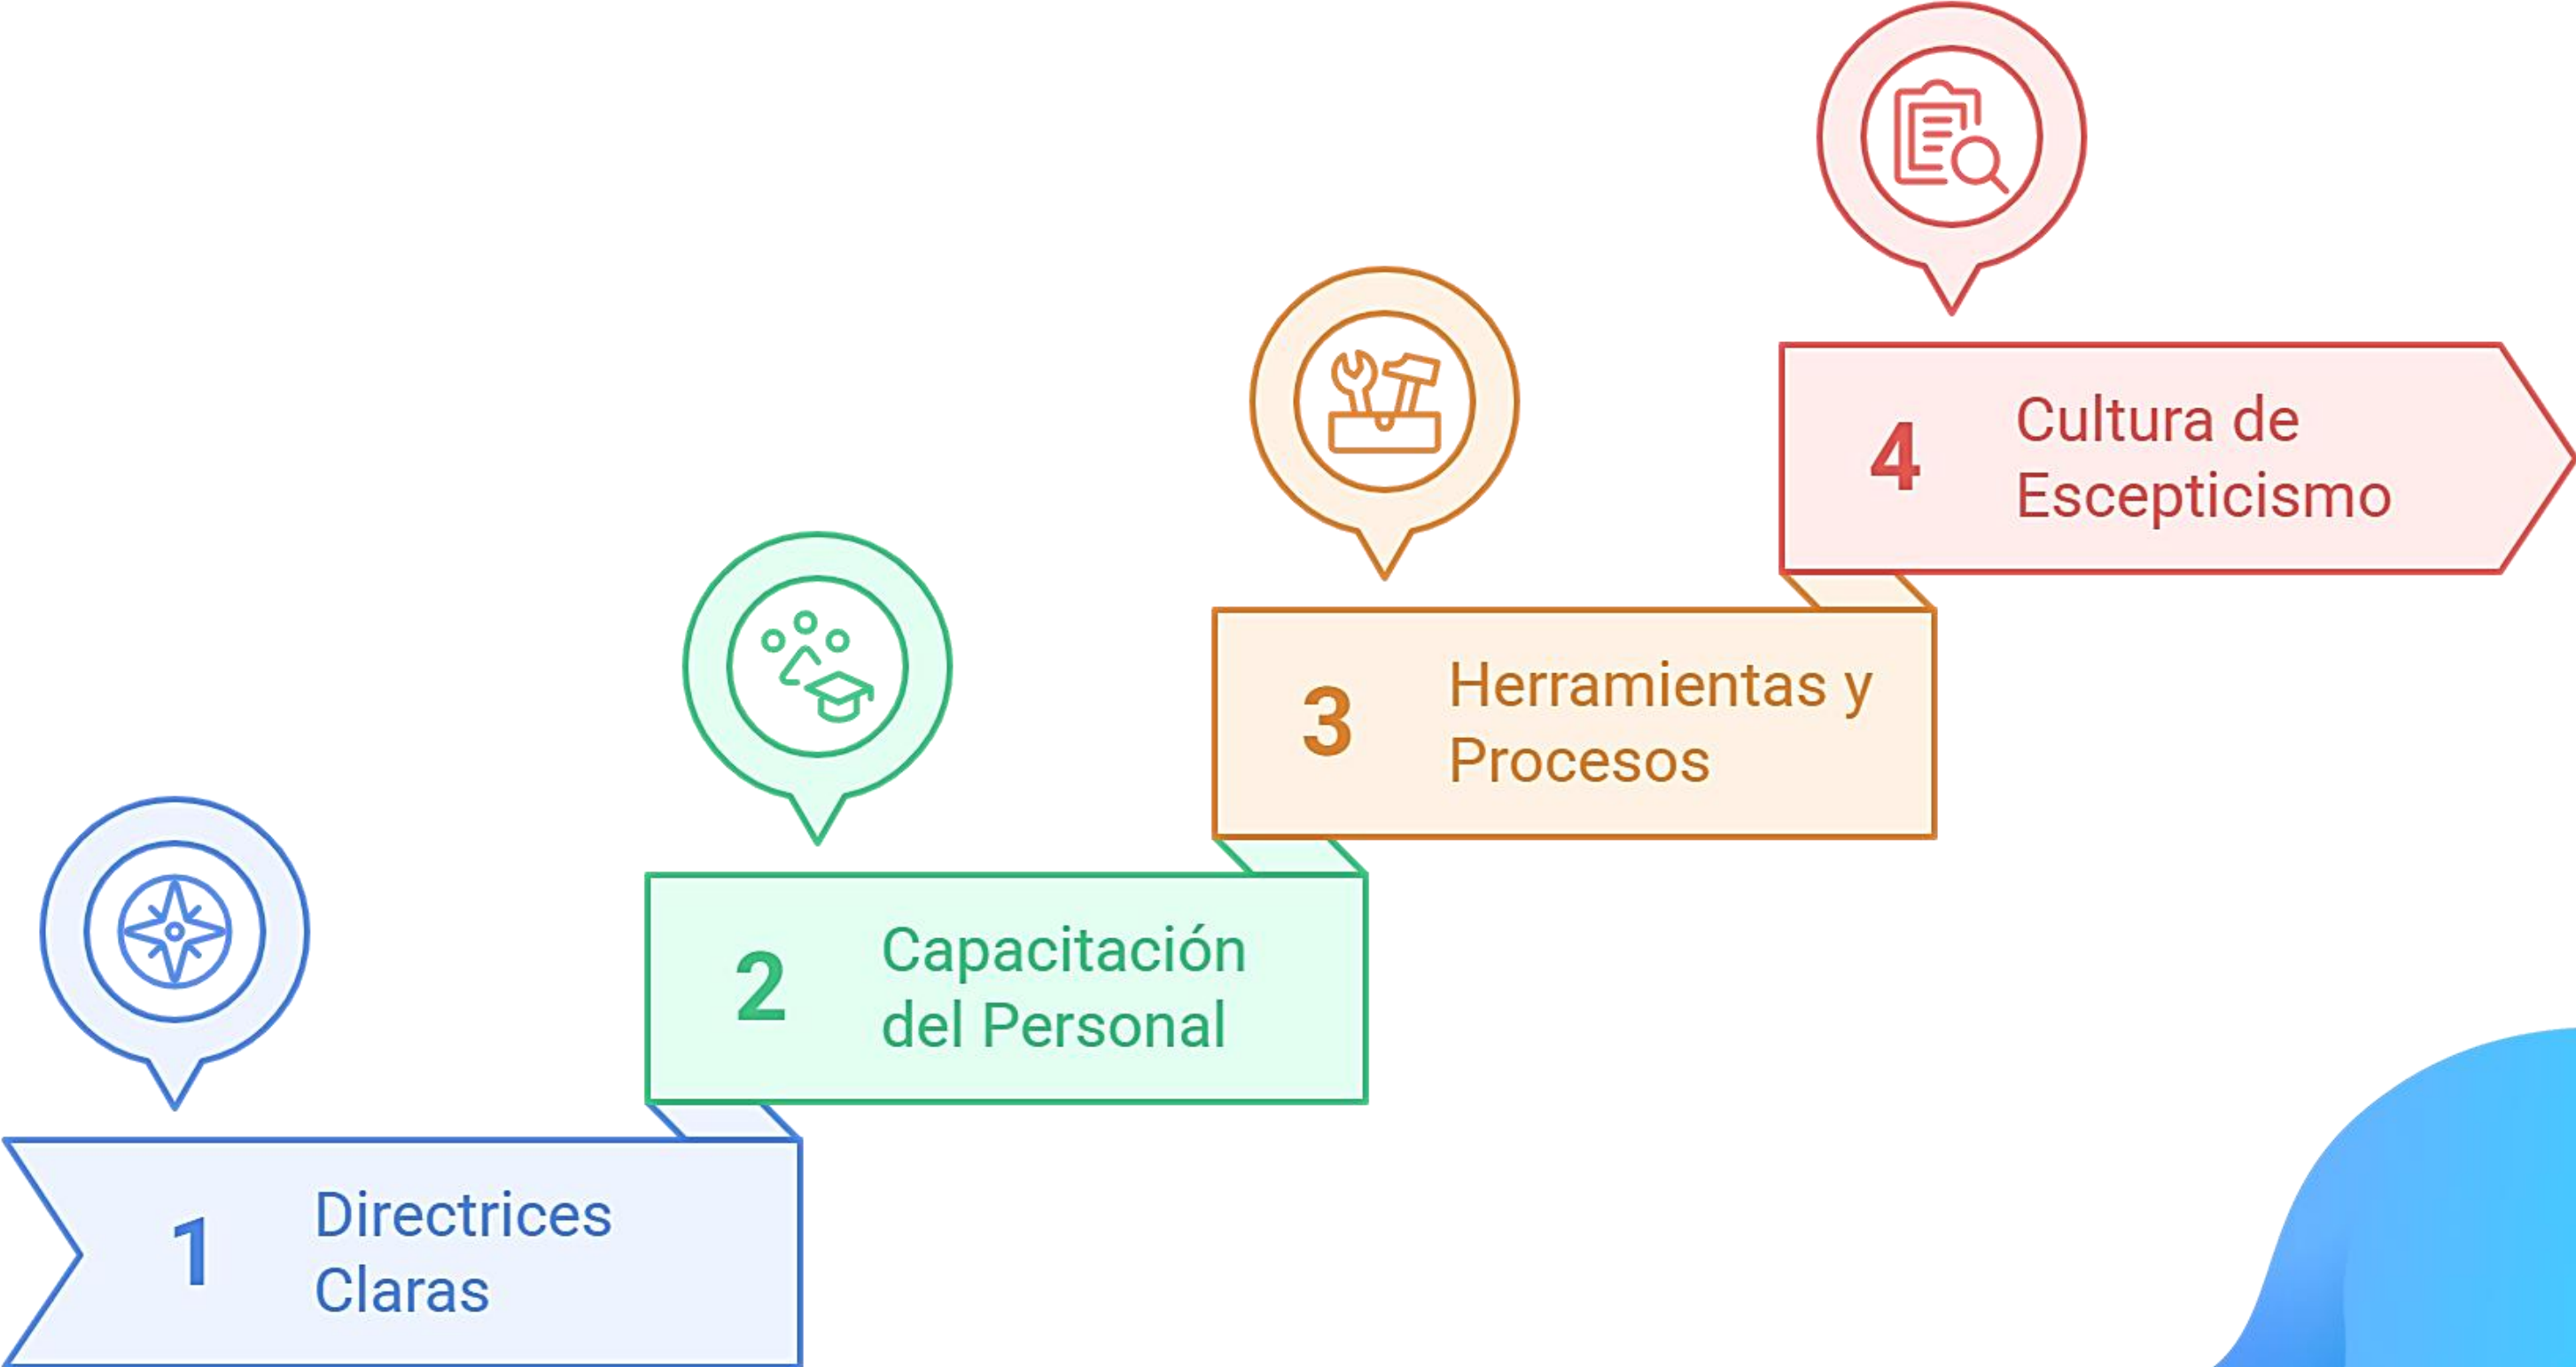 1
Directrices
Claras
2
Capacitación
del Personal
3
Herramientas y
Procesos
4
Cultura de
Escepticismo